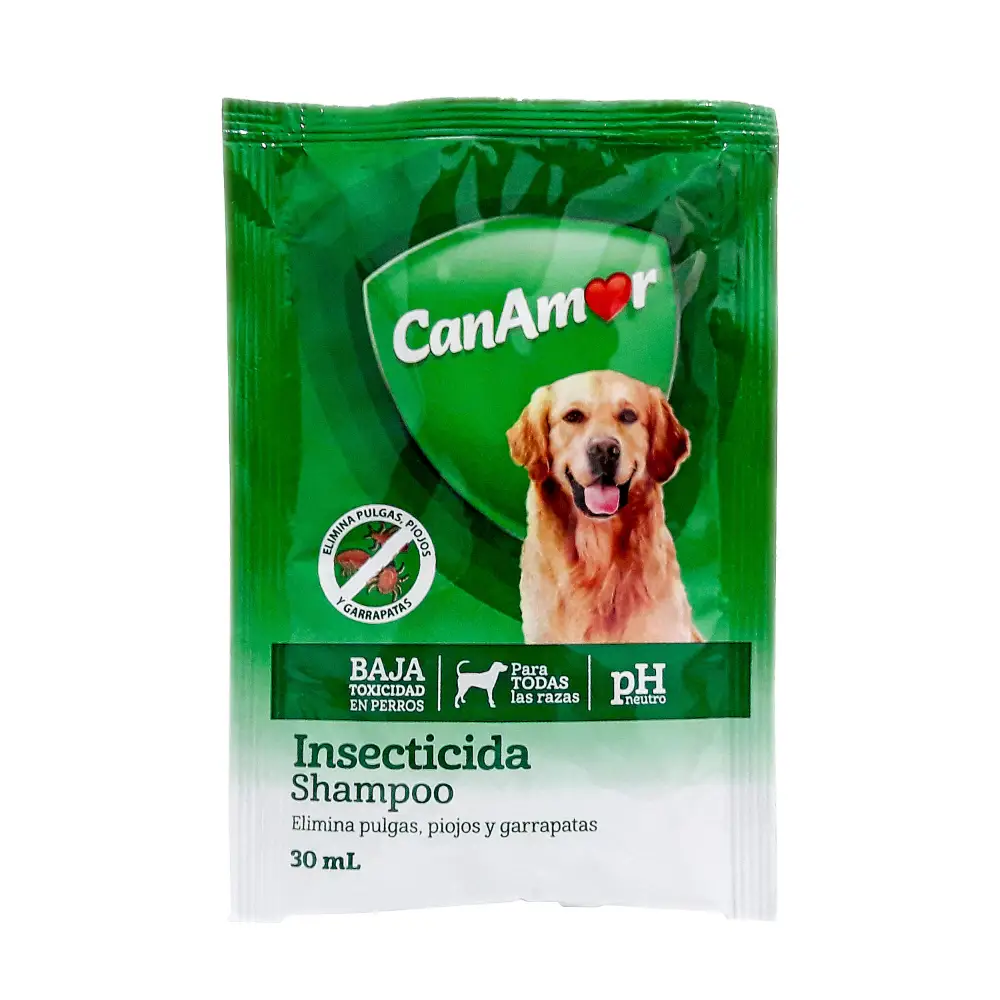 CanAmor
ELIMINA PULGAS, PIOJOS
Y GARRAPATAS
BAJA
TOXICIDAD
EN PERROS
Para
TODAS
las razas
pH
neutro
Insecticida
Shampoo
Elimina pulgas, piojos y garrapatas
30 mL